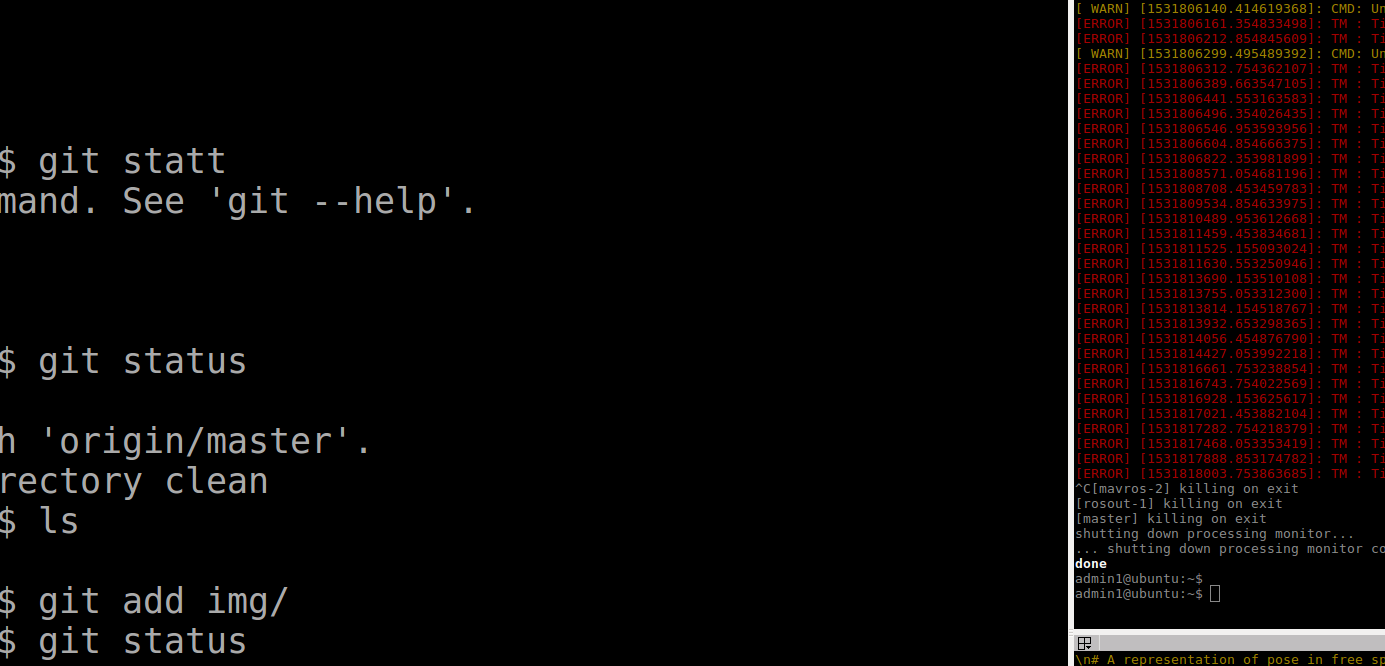 $ git statt
mand. See 'git --help'.
$ git status
h 'origin/master'.
rectory clean
$ ls
$ git add img/
$ git status
[ WARN] [1531806140.414619368]: CMD: Un
[ERROR] [1531806161.354833498]: TM : Ti
[ERROR] [1531806212.854845609]: TM : Ti
[ WARN] [1531806299.495489392]: CMD: Un
[ERROR] [1531806312.754362107]: TM : Ti
[ERROR] [1531806389.663547105]: TM : Ti
[ERROR] [1531806441.553163583]: TM : Ti
[ERROR] [1531806496.354026435]: TM : Ti
[ERROR] [1531806546.953593956]: TM : Ti
[ERROR] [1531806604.854666375]: TM : Ti
[ERROR] [1531806822.353981899]: TM : Ti
[ERROR] [1531808571.054681196]: TM : Ti
[ERROR] [1531808708.453459783]: TM : Ti
[ERROR] [1531809534.854633975]: TM : Ti
[ERROR] [1531810489.953612668]: TM : Ti
[ERROR] [1531811459.453834681]: TM : Ti
[ERROR] [1531811525.155093024]: TM : Ti
[ERROR] [1531811630.553250946]: TM : Ti
[ERROR] [1531813690.153510108]: TM : Ti
[ERROR] [1531813755.053312300]: TM : Ti
[ERROR] [1531813814.154518767]: TM : Ti
[ERROR] [1531813932.653298365]: TM : Ti
[ERROR] [1531814056.454876790]: TM : Ti
[ERROR] [1531814427.053992218]: TM : Ti
[ERROR] [1531816661.753238854]: TM : Ti
[ERROR] [1531816743.754022569]: TM : Ti
[ERROR] [1531816928.153625617]: TM : Ti
[ERROR] [1531817021.453882104]: TM : Ti
[ERROR] [1531817282.754218379]: TM : Ti
[ERROR] [1531817468.053353419]: TM : Ti
[ERROR] [1531817888.853174782]: TM : Ti
[ERROR] [1531818003.753863685]: TM : Ti
^C[mavros-2] killing on exit
[rosout-1] killing on exit
[master] killing on exit
shutting down processing monitor...
... shutting down processing monitor co
done
admin1@ubuntu:~$
admin1@ubuntu:~$
\n# A representation of pose in free sp